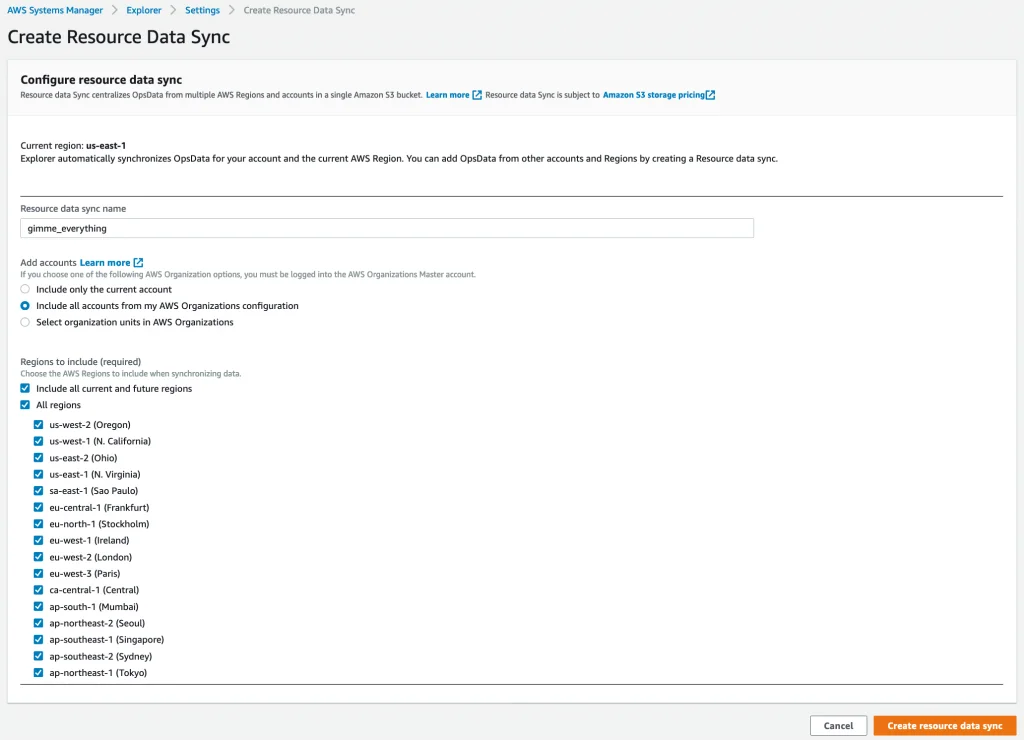 AWS Systems Manager > Explorer > Settings > Create Resource Data Sync
Create Resource Data Sync
Configure resource data sync
Resource data Sync centralizes OpsData from multiple AWS Regions and accounts in a single Amazon S3 bucket. Learn more Resource data Sync is subject to Amazon S3 storage pricing
Current region: us-east-1
Explorer automatically synchronizes OpsData for your account and the current AWS Region. You can add OpsData from other accounts and Regions by creating a Resource data sync.
Resource data sync name
gimme_everything
Add accounts Learn more
If you choose one of the following AWS Organization options, you must be logged into the AWS Organizations Master account.
Include only the current account
Include all accounts from my AWS Organizations configuration
Select organization units in AWS Organizations
Regions to include (required)
Choose the AWS Regions to include when synchronizing data.
Include all current and future regions
All regions
us-west-2 (Oregon)
us-west-1 (N. California)
us-east-2 (Ohio)
us-east-1 (N. Virginia)
sa-east-1 (Sao Paulo)
eu-central-1 (Frankfurt)
eu-north-1 (Stockholm)
eu-west-1 (Ireland)
eu-west-2 (London)
eu-west-3 (Paris)
ca-central-1 (Central)
ap-south-1 (Mumbai)
ap-northeast-2 (Seoul)
ap-southeast-1 (Singapore)
ap-southeast-2 (Sydney)
ap-northeast-1 (Tokyo)
Cancel Create resource data sync